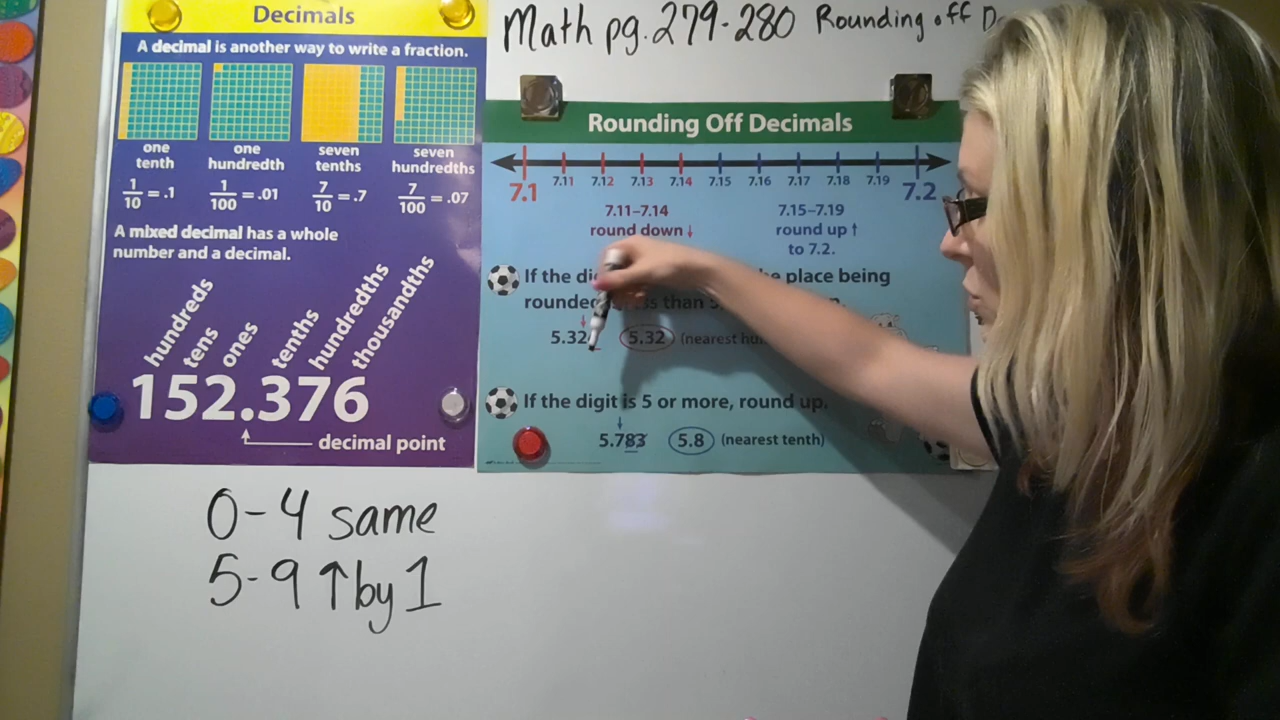 Decimals
A decimal is another way to write a fraction.
one tenth
one hundredth
seven tenths
seven hundredths
1/10 = .1
1/100 = .01
7/10 = .7
7/100 = .07
A mixed decimal has a whole
number and a decimal.
hundreds
tens
ones
tenths
hundredths
thousandths
152.376
decimal point
Math pg. 279-280 Rounding off
Rounding Off Decimals
7.1 7.11 7.12 7.13 7.14 7.15 7.16 7.17 7.18 7.19 7.2
7.11–7.14
round down ↓
7.15–7.19
round up ↑
to 7.2.
If the place being
than
5.32 5.32 (nearest
If the digit is 5 or more, round up.
5.783 5.8 (nearest tenth)
0-4 same
5-9 ↑ by 1